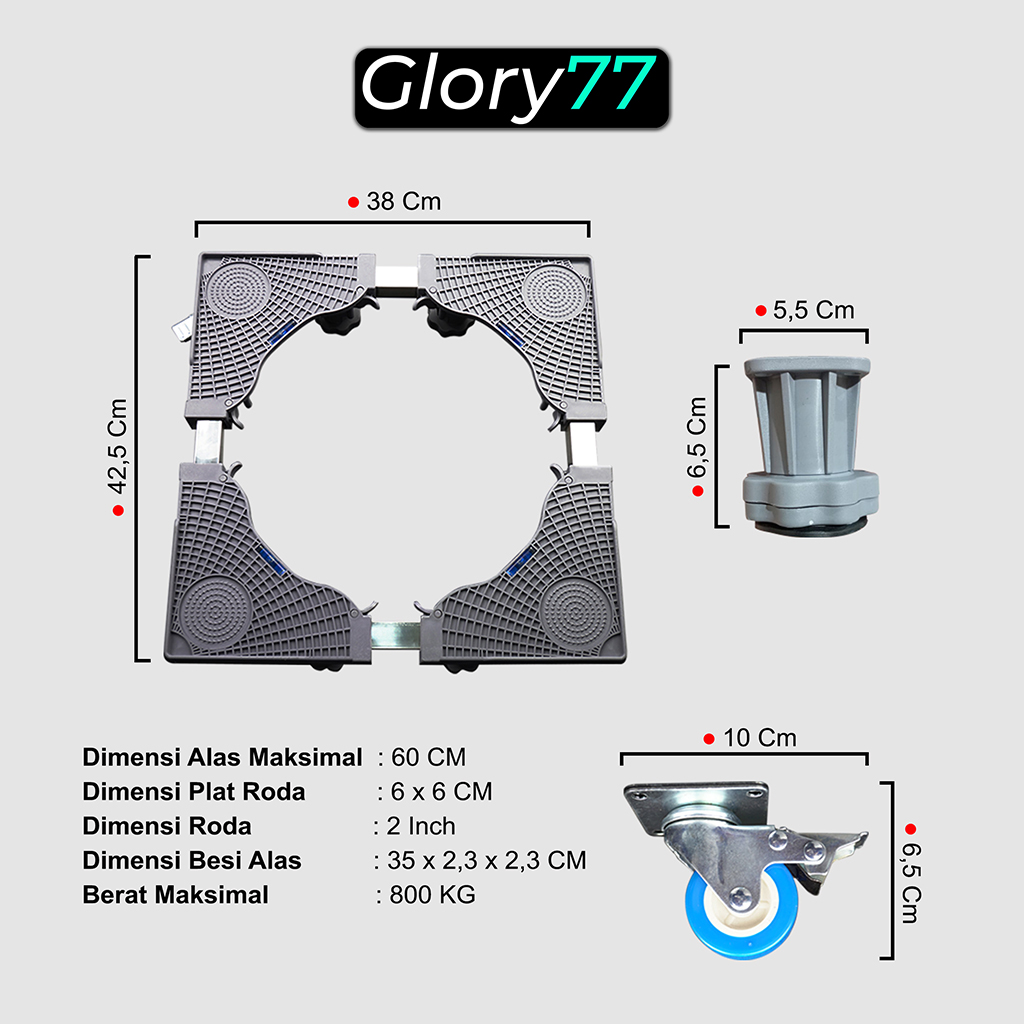 Glory77
38 Cm
42,5 Cm
5,5 Cm
6,5 Cm
Dimensi Alas Maksimal : 60 CM
Dimensi Plat Roda : 6 x 6 CM
Dimensi Roda : 2 Inch
Dimensi Besi Alas : 35 x 2,3 x 2,3 CM
Berat Maksimal : 800 KG
10 Cm
6,5 Cm